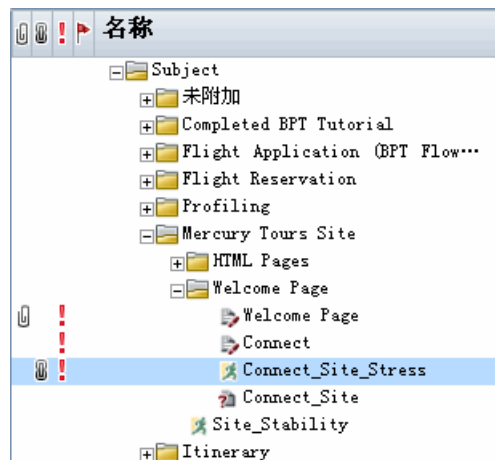 名称
Subject
未附加
Completed BPT Tutorial
Flight Application (BPT Flow…
Flight Reservation
Profiling
Mercury Tours Site
HTML Pages
Welcome Page
Welcome Page
Connect
Connect_Site_Stress
Connect_Site
Site_Stability
Itinerary